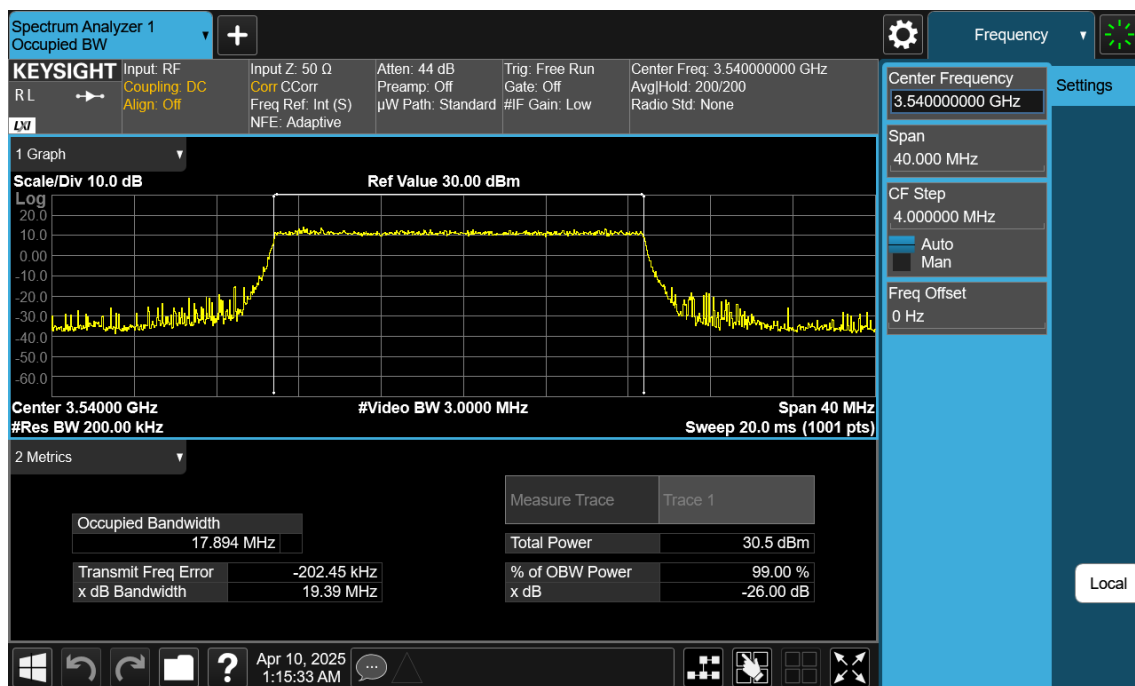 Spectrum Analyzer 1
Occupied BW
Frequency
KEYSIGHT
RL
LXI
Input: RF
Coupling: DC
Align: Off
Input Z: 50 Ω
Corr CCorr
Freq Ref: Int (S)
NFE: Adaptive
Atten: 44 dB
Preamp: Off
µW Path: Standard
Trig: Free Run
Gate: Off
#IF Gain: Low
Center Freq: 3.540000000 GHz
Avg|Hold: 200/200
Radio Std: None
Center Frequency
3.540000000 GHz
Settings
Span
40.000 MHz
CF Step
4.000000 MHz
Auto
Man
Freq Offset
0 Hz
Local
1 Graph
Scale/Div 10.0 dB
Ref Value 30.00 dBm
Log
20.0
10.0
0.00
-10.0
-20.0
-30.0
-40.0
-50.0
-60.0
Center 3.54000 GHz
#Video BW 3.0000 MHz
Span 40 MHz
#Res BW 200.00 kHz
Sweep 20.0 ms (1001 pts)
2 Metrics
Measure Trace
Trace 1
Occupied Bandwidth
17.894 MHz
Total Power
30.5 dBm
Transmit Freq Error
-202.45 kHz
% of OBW Power
99.00 %
x dB Bandwidth
19.39 MHz
x dB
-26.00 dB
?
Apr 10, 2025
1:15:33 AM